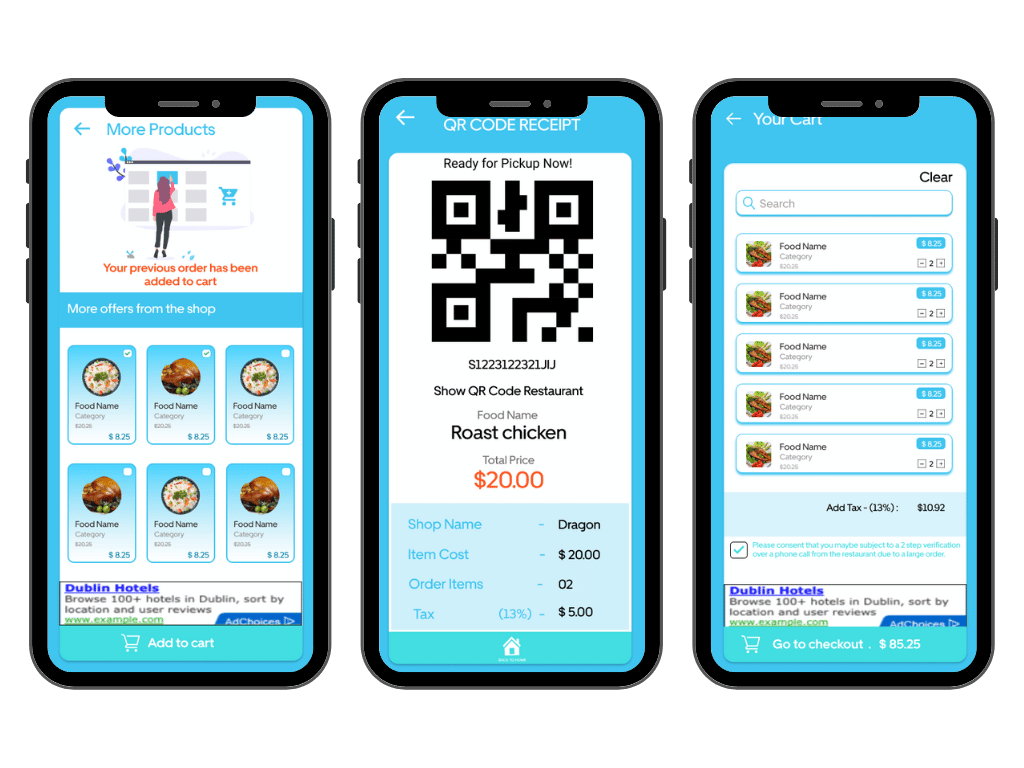 More Products
Your previous order has been
added to cart
More offers from the shop
Food Name
Category
$20.25
$ 8.25
Food Name
Category
$20.25
$ 8.25
Food Name
Category
$20.25
$ 8.25
Food Name
Category
$20.25
$ 8.25
Food Name
Category
$20.25
$ 8.25
Food Name
Category
$20.25
$ 8.25
Dublin Hotels
Browse 100+ hotels in Dublin, sort by
location and user reviews
www.example.com
AdChoices
Add to cart
QR CODE RECEIPT
Ready for Pickup Now!
S1223122321JIJ
Show QR Code Restaurant
Food Name
Roast chicken
Total Price
$20.00
Shop Name - Dragon
Item Cost - $ 20.00
Order Items - 02
Tax (13%) - $ 5.00
BACK TO HOME
Your Cart
Clear
Search
Food Name $ 8.25
Category
$20.25 2
Food Name $ 8.25
Category
$20.25 2
Food Name $ 8.25
Category
$20.25 2
Food Name $ 8.25
Category
$20.25 2
Food Name $ 8.25
Category
$20.25 2
Add Tax - (13%) : $10.92
Please consent that you maybe subject to a 2 step verification
over a phone call from the restaurant due to a large order.
Dublin Hotels
Browse 100+ hotels in Dublin, sort by
location and user reviews
www.example.com
AdChoices
Go to checkout . $ 85.25